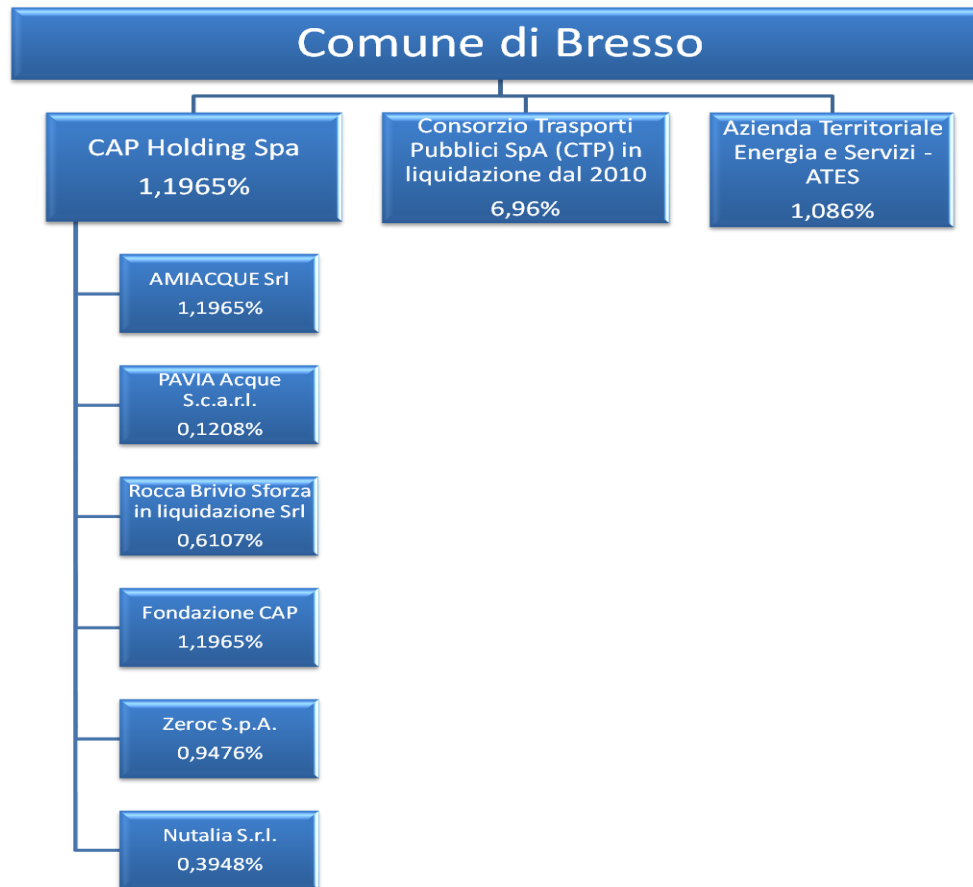 Comune di Bresso
CAP Holding Spa
1,1965%
Consorzio Trasporti
Pubblici SpA (CTP) in
liquidazione dal 2010
6,96%
Azienda Territoriale
Energia e Servizi -
ATES
1,086%
AMIACQUE Srl
1,1965%
PAVIA Acque
S.c.a.r.l.
0,1208%
Rocca Brivio Sforza
in liquidazione Srl
0,6107%
Fondazione CAP
1,1965%
Zeroc S.p.A.
0,9476%
Nutalia S.r.l.
0,3948%